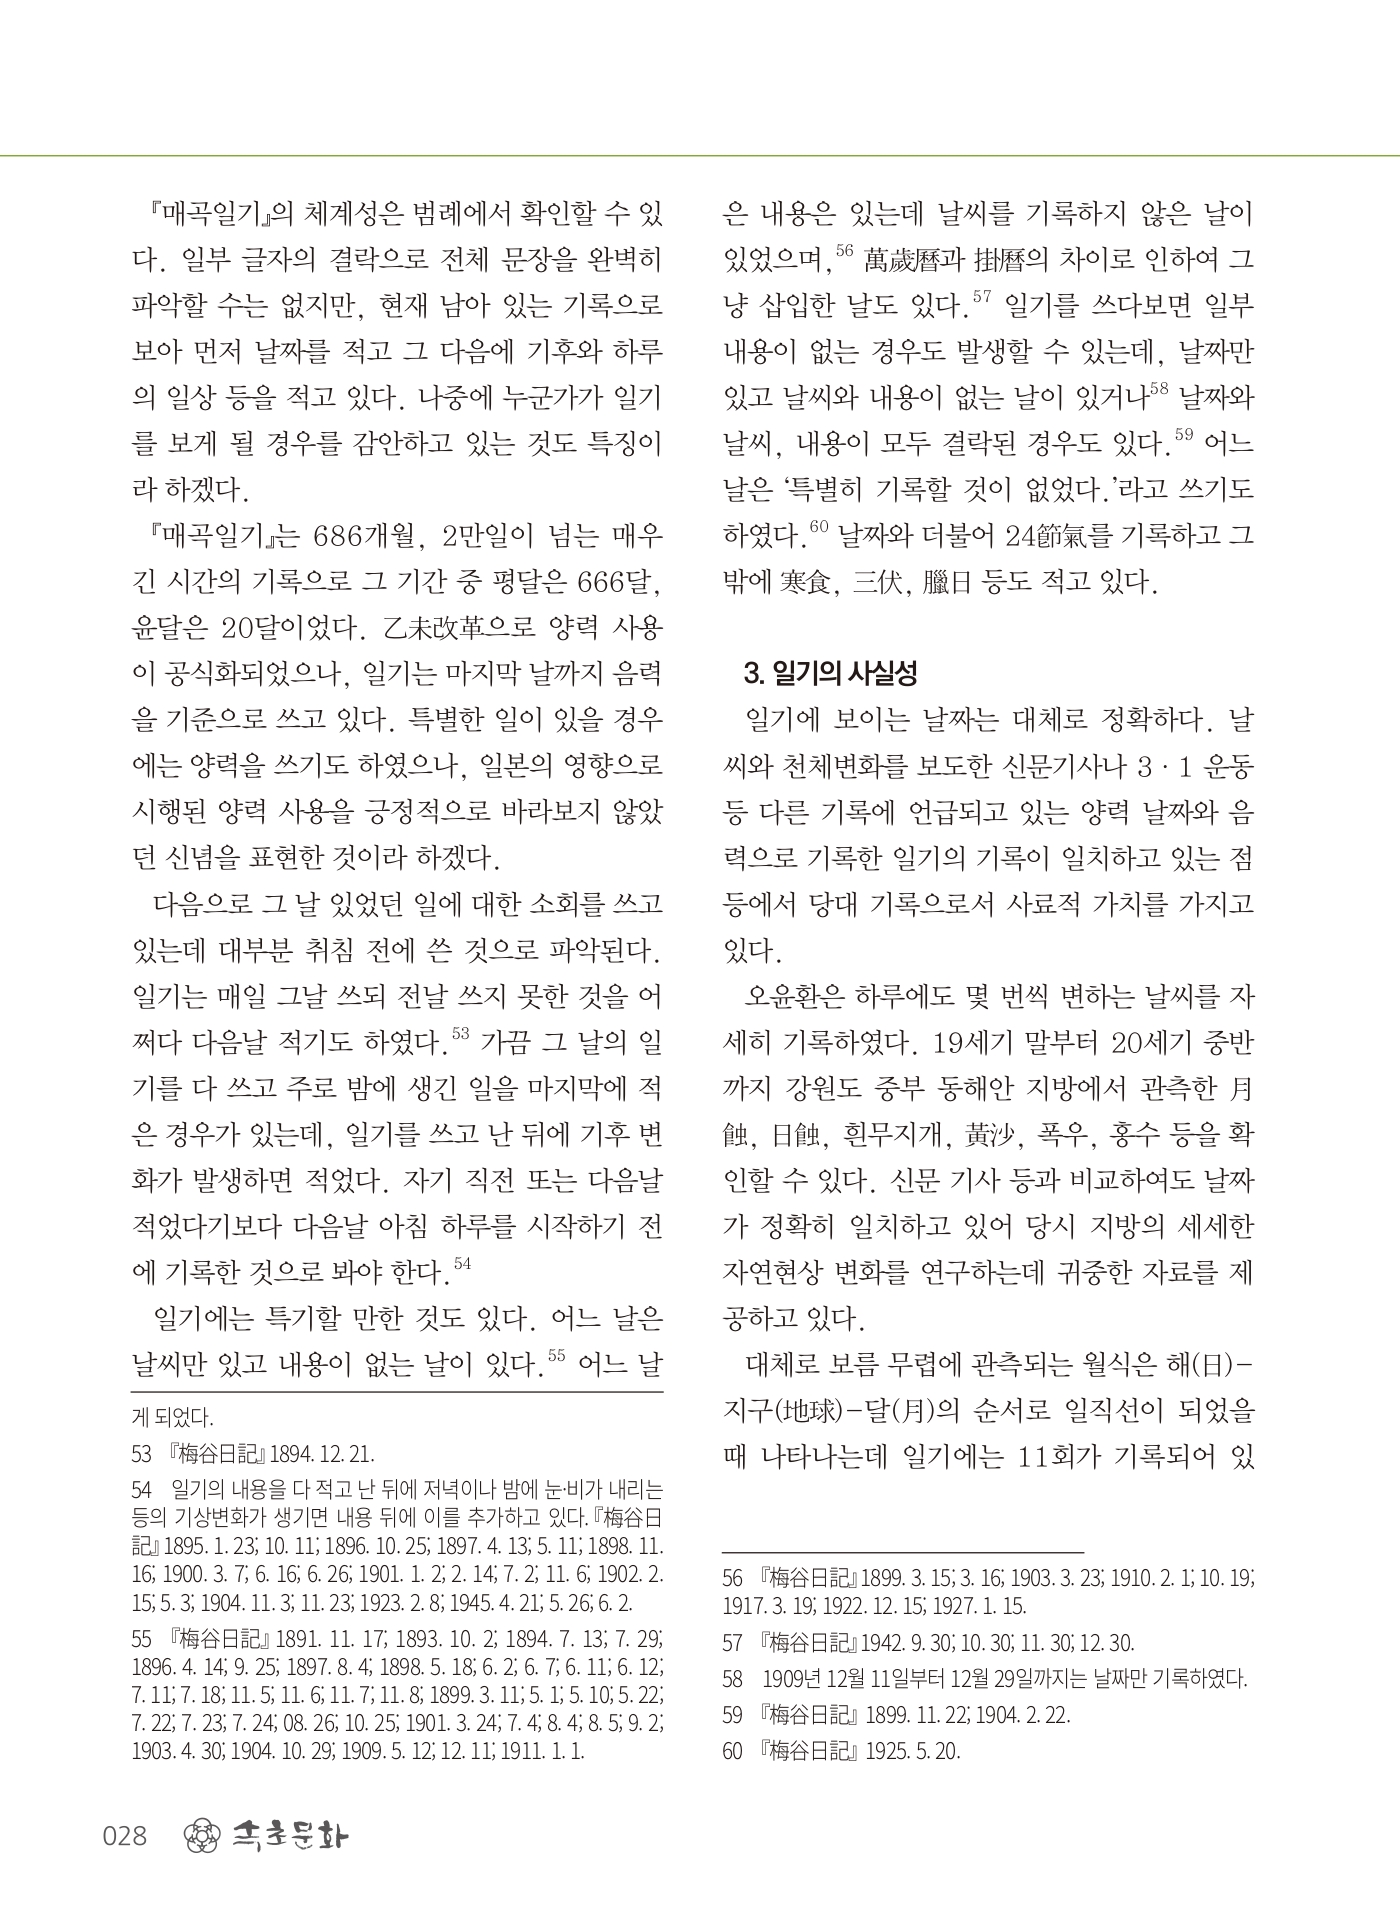 『매곡일기』의 체계성은 범례에서 확인할 수 있
다. 일부 글자의 결락으로 전체 문장을 완벽히
파악할 수는 없지만, 현재 남아 있는 기록으로
보아 먼저 날짜를 적고 그 다음에 기후와 하루
의 일상 등을 적고 있다. 나중에 누군가가 일기
를 보게 될 경우를 감안하고 있는 것도 특징이
라 하겠다.
『매곡일기』는 686개월, 2만일이 넘는 매우
긴 시간의 기록으로 그 기간 중 평달은 666달,
윤달은 20달이었다. 乙未改革으로 양력 사용
이 공식화되었으나, 일기는 마지막 날까지 음력
을 기준으로 쓰고 있다. 특별한 일이 있을 경우
에는 양력을 쓰기도 하였으나, 일본의 영향으로
시행된 양력 사용을 긍정적으로 바라보지 않았
던 신념을 표현한 것이라 하겠다.
다음으로 그 날 있었던 일에 대한 소회를 쓰고
있는데 대부분 취침 전에 쓴 것으로 파악된다.
일기는 매일 그날 쓰되 전날 쓰지 못한 것을 어
쩌다 다음날 적기도 하였다.53 가끔 그 날의 일
기를 다 쓰고 주로 밤에 생긴 일을 마지막에 적
은 경우가 있는데, 일기를 쓰고 난 뒤에 기후 변
화가 발생하면 적었다. 자기 직전 또는 다음날
적었다기보다 다음날 아침 하루를 시작하기 전
에 기록한 것으로 봐야 한다.54
일기에는 특기할 만한 것도 있다. 어느 날은
날씨만 있고 내용이 없는 날이 있다.55 어느 날
게 되었다.
53 『梅谷日記』 1894. 12. 21.
54 일기의 내용을 다 적고 난 뒤에 저녁이나 밤에 눈·비가 내리는
등의 기상변화가 생기면 내용 뒤에 이를 추가하고 있다. 『梅谷日
記』 1895. 1. 23; 10. 11; 1896. 10. 25; 1897. 4. 13; 5. 11; 1898. 11.
16; 1900. 3. 7; 6. 16; 6. 26; 1901. 1. 2; 2. 14; 7. 2; 11. 6; 1902. 2.
15; 5. 3; 1904. 11. 3; 11. 23; 1923. 2. 8; 1945. 4. 21; 5. 26; 6. 2.
55 『梅谷日記』 1891. 11. 17; 1893. 10. 2; 1894. 7. 13; 7. 29;
1896. 4. 14; 9. 25; 1897. 8. 4; 1898. 5. 18; 6. 2; 6. 7; 6. 11; 6. 12;
7. 11; 7. 18; 11. 5; 11. 6; 11. 7; 11. 8; 1899. 3. 11; 5. 1; 5. 10; 5. 22;
7. 22; 7. 23; 7. 24; 08. 26; 10. 25; 1901. 3. 24; 7. 4; 8. 4; 8. 5; 9. 2;
1903. 4. 30; 1904. 10. 29; 1909. 5. 12; 12. 11; 1911. 1. 1.
은 내용은 있는데 날씨를 기록하지 않은 날이
있었으며,56 萬歲曆과 掛曆의 차이로 인하여 그
냥 삽입한 날도 있다.57 일기를 쓰다보면 일부
내용이 없는 경우도 발생할 수 있는데, 날짜만
있고 날씨와 내용이 없는 날이 있거나58 날짜와
날씨, 내용이 모두 결락된 경우도 있다.59 어느
날은 ‘특별히 기록할 것이 없었다.’라고 쓰기도
하였다.60 날짜와 더불어 24節氣를 기록하고 그
밖에 寒食, 三伏, 臘日 등도 적고 있다.
3. 일기의 사실성
일기에 보이는 날짜는 대체로 정확하다. 날
씨와 천체변화를 보도한 신문기사나 3·1 운동
등 다른 기록에 언급되고 있는 양력 날짜와 음
력으로 기록한 일기의 기록이 일치하고 있는 점
등에서 당대 기록으로서 사료적 가치를 가지고
있다.
오윤환은 하루에도 몇 번씩 변하는 날씨를 자
세히 기록하였다. 19세기 말부터 20세기 중반
까지 강원도 중부 동해안 지방에서 관측한 月
蝕, 日蝕, 흰무지개, 黃沙, 폭우, 홍수 등을 확
인할 수 있다. 신문 기사 등과 비교하여도 날짜
가 정확히 일치하고 있어 당시 지방의 세세한
자연현상 변화를 연구하는데 귀중한 자료를 제
공하고 있다.
대체로 보름 무렵에 관측되는 월식은 해(日)-
지구(地球)-달(月)의 순서로 일직선이 되었을
때 나타나는데 일기에는 11회가 기록되어 있
56 『梅谷日記』 1899. 3. 15; 3. 16; 1903. 3. 23; 1910. 2. 1; 10. 19;
1917. 3. 19; 1922. 12. 15; 1927. 1. 15.
57 『梅谷日記』 1942. 9. 30; 10. 30; 11. 30; 12. 30.
58 1909년 12월 11일부터 12월 29일까지는 날짜만 기록하였다.
59 『梅谷日記』 1899. 11. 22; 1904. 2. 22.
60 『梅谷日記』 1925. 5. 20.
028 속초문화